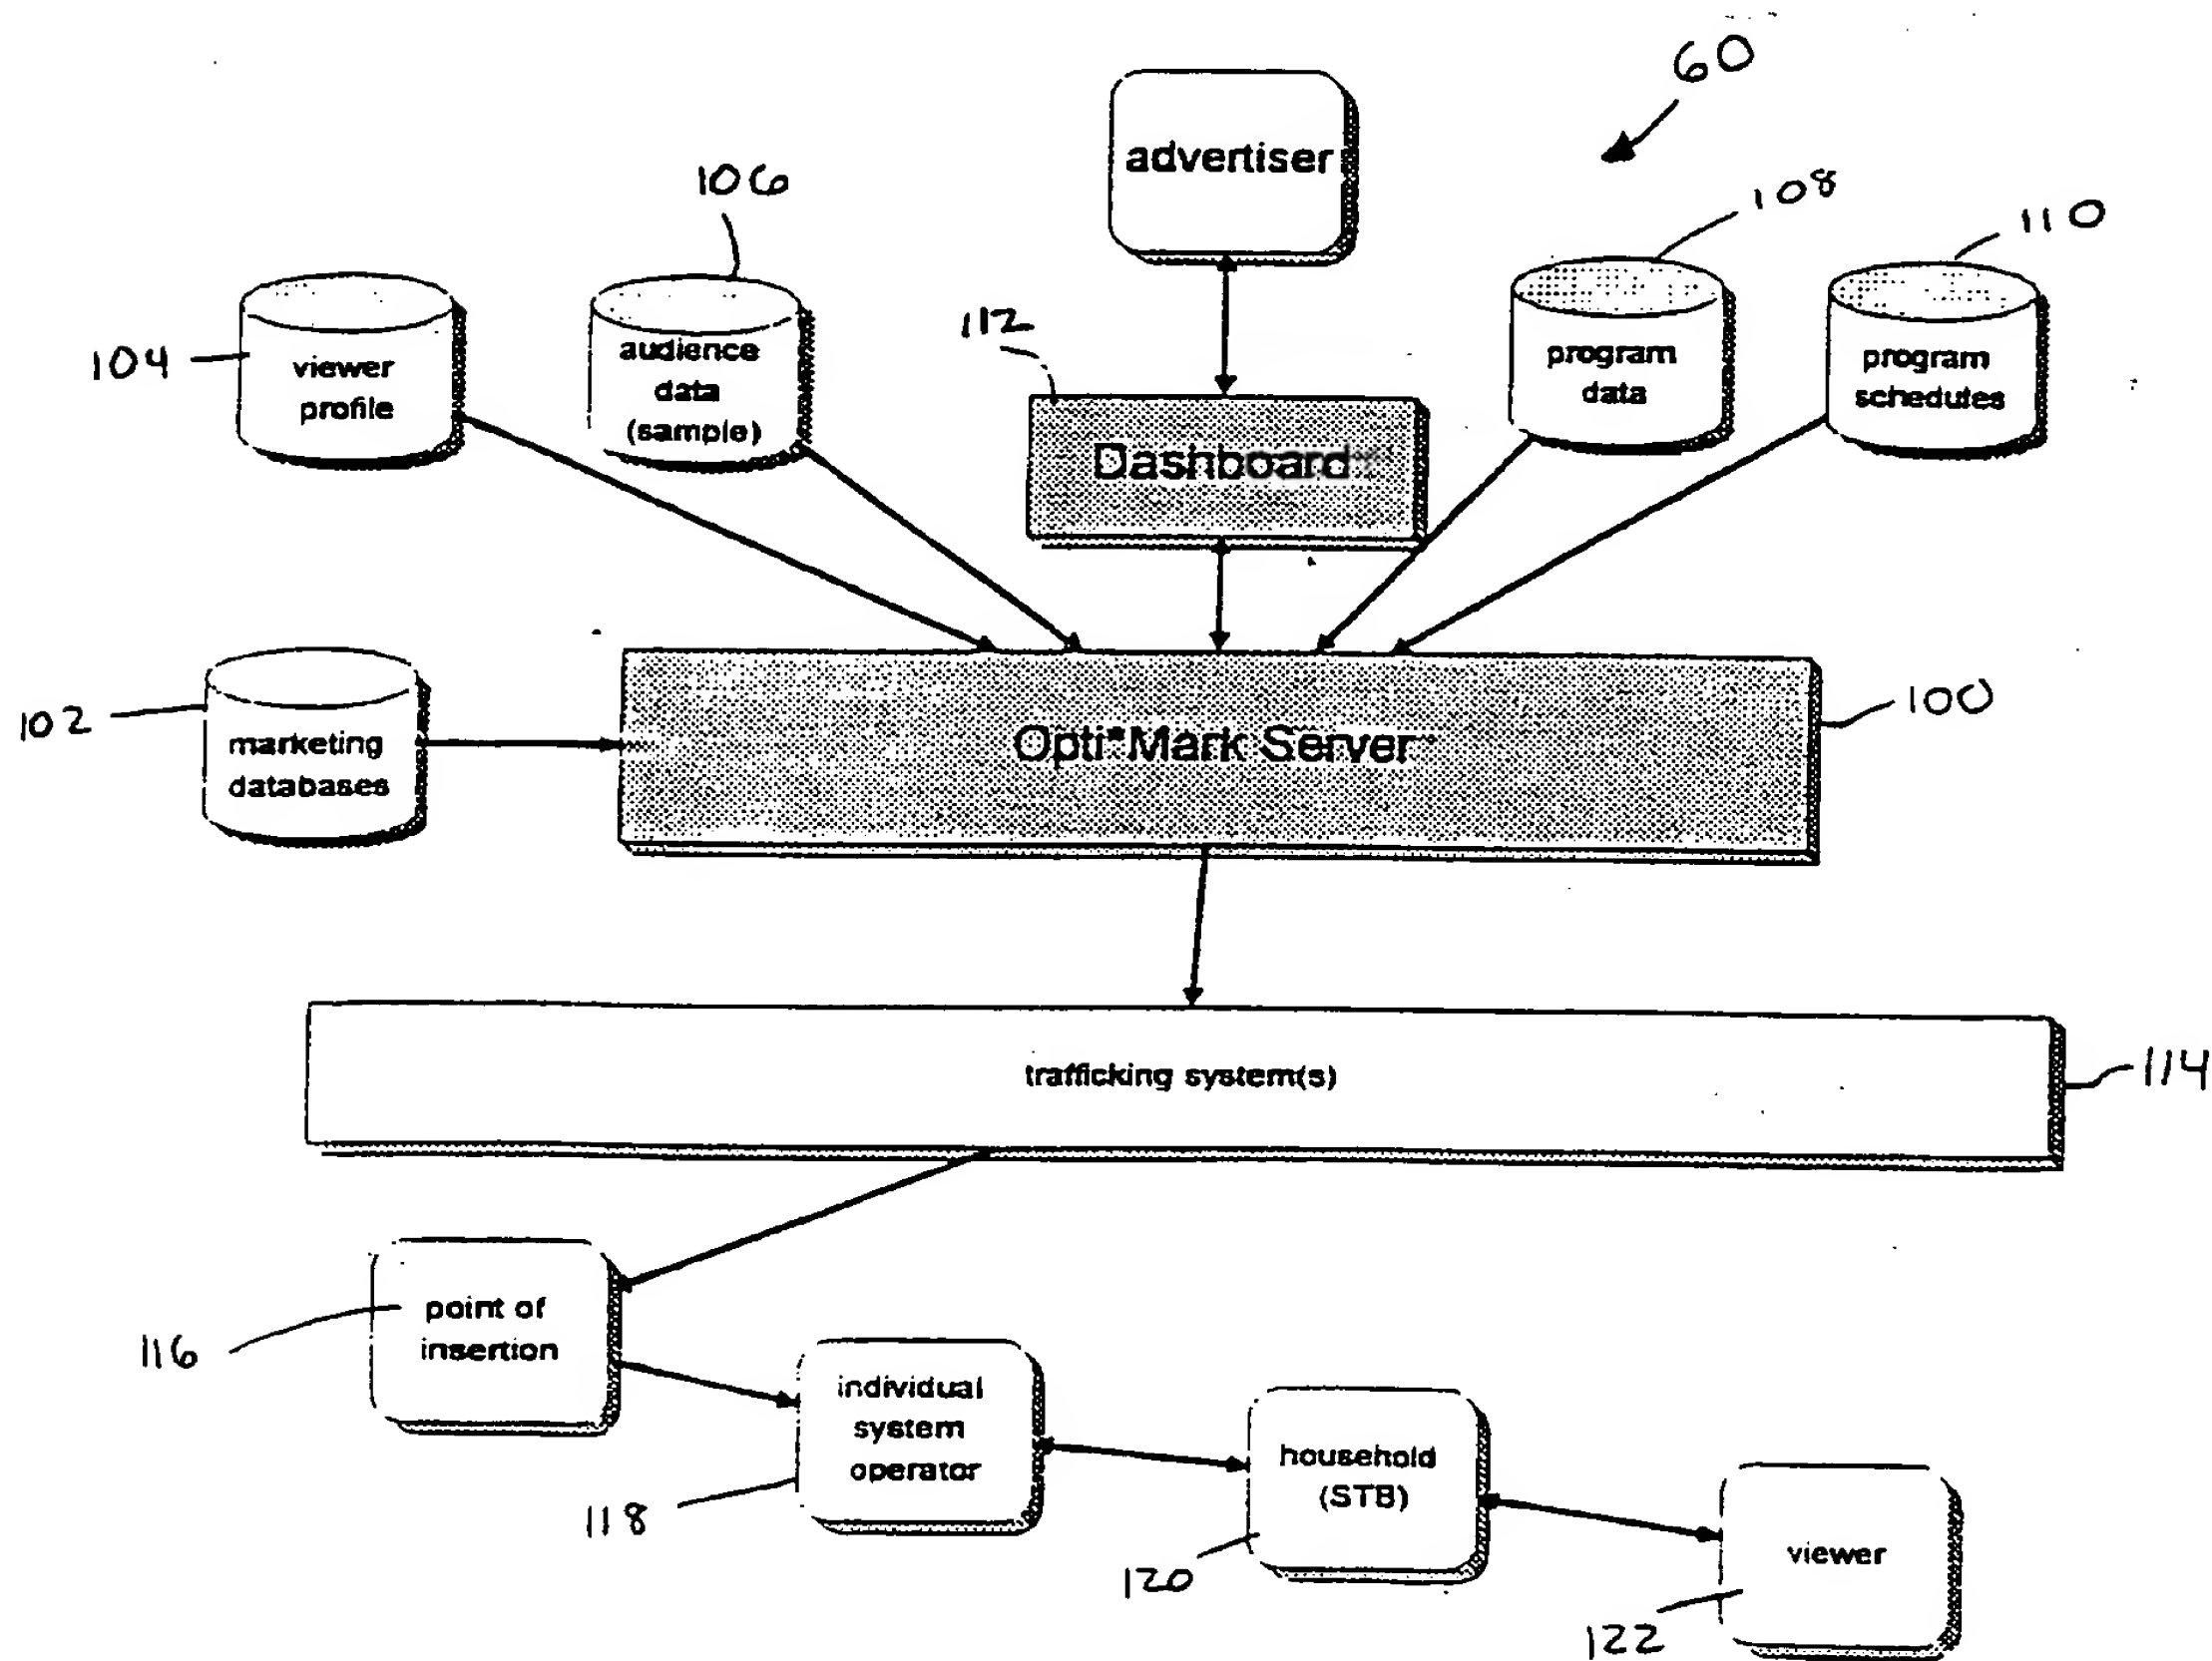 60
advertiser
106
108
110
112
104
viewer
profile
audience
data
(sample)
Dashboard
program
data
program
schedules
102
marketing
databases
Opti*Mark Server
100
trafficking system(s)
114
116
point of
insertion
118
individual
system
operator
120
household
(STB)
122
viewer